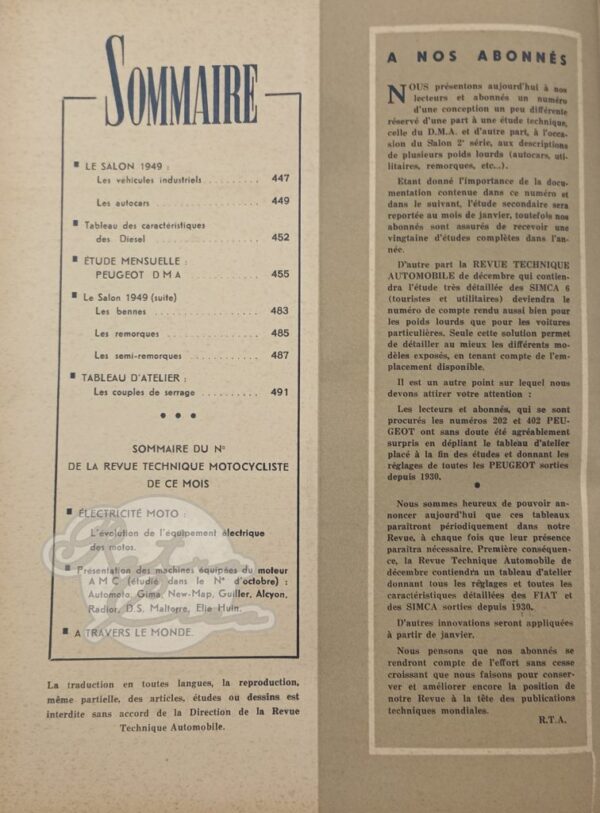 SOMMAIRE
LE SALON 1949 :
Les véhicules industriels .......... 447
Les autocars .......... 449
Tableau des caractéristiques
des Diesel .......... 452
ÉTUDE MENSUELLE :
PEUGEOT D M A .......... 455
Le Salon 1949 (suite)
Les bennes .......... 483
Les remorques .......... 485
Les semi-remorques .......... 487
TABLEAU D'ATELIER :
Les couples de serrage .......... 491
SOMMAIRE DU N°
DE LA REVUE TECHNIQUE MOTOCYCLISTE
DE CE MOIS
ÉLECTRICITÉ MOTO :
L'évolution de l'équipement électrique
des motos.
Présentation des machines équipées du moteur
A M C (étudié dans le N° d'octobre) :
Automoto, Gima, New-Map, Guiller, Alcyon,
Radior, D.S. Maltorre, Elie Huin.
A TRAVERS LE MONDE.
La traduction en toutes langues, la reproduction,
même partielle, des articles, études ou dessins est
interdite sans accord de la Direction de la Revue
Technique Automobile.
A NOS ABONNÉS
NOUS présentons aujourd'hui à nos
lecteurs et abonnés un numéro
d'une conception un peu différente
réservé d'une part à une étude technique,
celle du D.M.A. et d'autre part, à l'occa-
sion du Salon 2e série, aux descriptions
de plusieurs poids lourds (autocars, uti-
litaires, remorques, etc...).
Etant donné l'importance de la docu-
mentation contenue dans ce numéro et
dans le suivant, l'étude secondaire sera
reportée au mois de janvier, toutefois nos
abonnés sont assurés de recevoir une
vingtaine d'études complètes dans l'an-
née.
D'autre part la REVUE TECHNIQUE
AUTOMOBILE de décembre qui contien-
dra l'étude très détaillée des SIMCA 6
(touristes et utilitaires) deviendra le
numéro de compte rendu aussi bien pour
les poids lourds que pour les voitures
particulières. Seule cette solution permet
de détailler au mieux les différents mo-
dèles exposés, en tenant compte de l'em-
placement disponible.
Il est un autre point sur lequel nous
devons attirer votre attention :
Les lecteurs et abonnés, qui se sont
procurés les numéros 202 et 402 PEU-
GEOT ont sans doute été agréablement
surpris en dépliant le tableau d'atelier
placé à la fin des études et donnant les
réglages de toutes les PEUGEOT sorties
depuis 1930.
Nous sommes heureux de pouvoir an-
noncer aujourd'hui que ces tableaux
paraîtront périodiquement dans notre
Revue, à chaque fois que leur présence
paraîtra nécessaire. Première conséquen-
ce, la Revue Technique Automobile de
décembre contiendra un tableau d'atelier
donnant tous les réglages et toutes les
caractéristiques détaillées des FIAT et
des SIMCA sorties depuis 1930.
D'autres innovations seront appliquées
à partir de janvier.
Nous pensons que nos abonnés se
rendront compte de l'effort sans cesse
croissant que nous faisons pour conser-
ver et améliorer encore la position de
notre Revue à la tête des publications
techniques mondiales.
R.T.A.